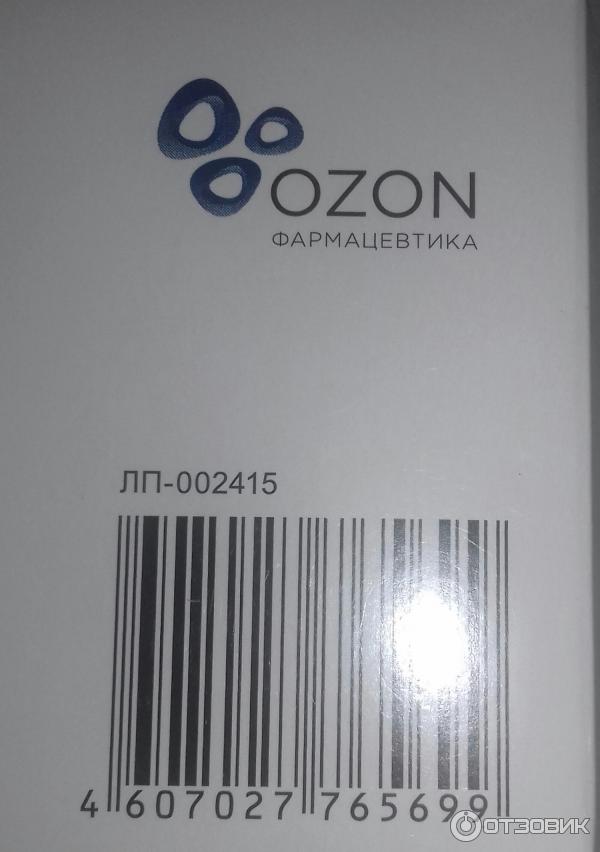 OZON
ФАРМАЦЕВТИКА
ЛП-002415
4 607027 765699
ОТЗОВИК